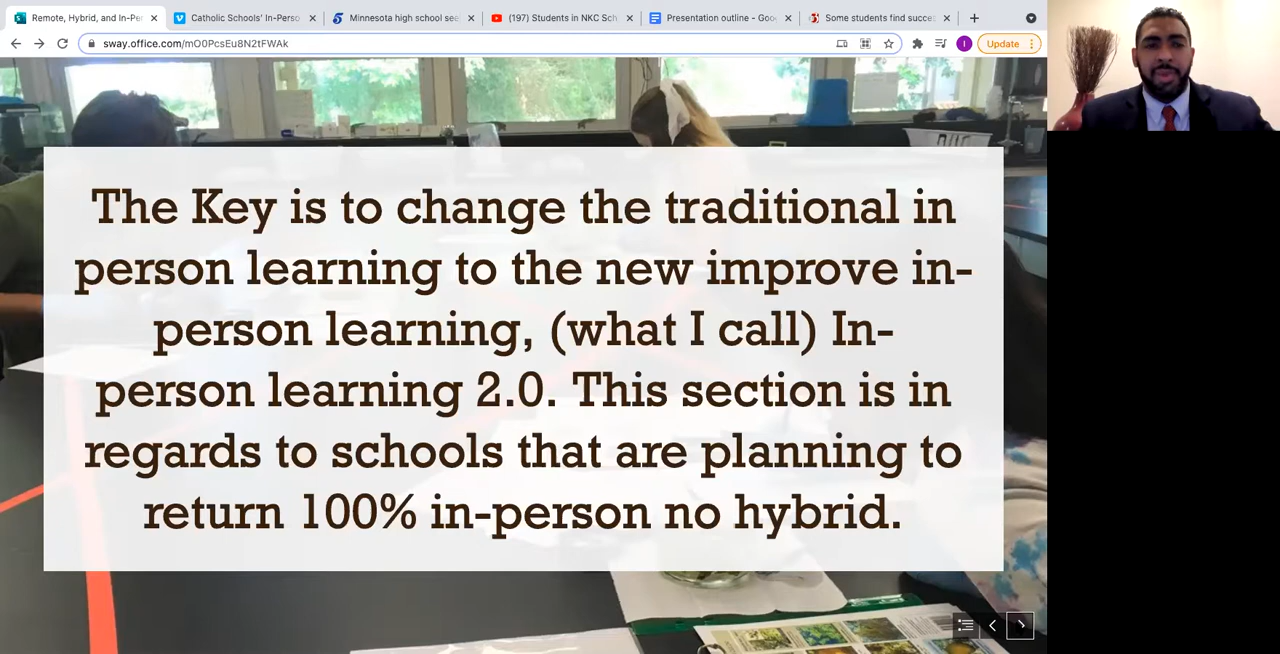 Remote, Hybrid, and In-Pe
Catholic Schools' In-Perso
Minnesota high school see
(197) Students in NKC Sch
Presentation outline - Goo
Some students find succe
sway.office.com/mO0PcsEu8N2tFWAk
I
Update
The Key is to change the traditional in
person learning to the new improve in-
person learning, (what I call) In-
person learning 2.0. This section is in
regards to schools that are planning to
return 100% in-person no hybrid.